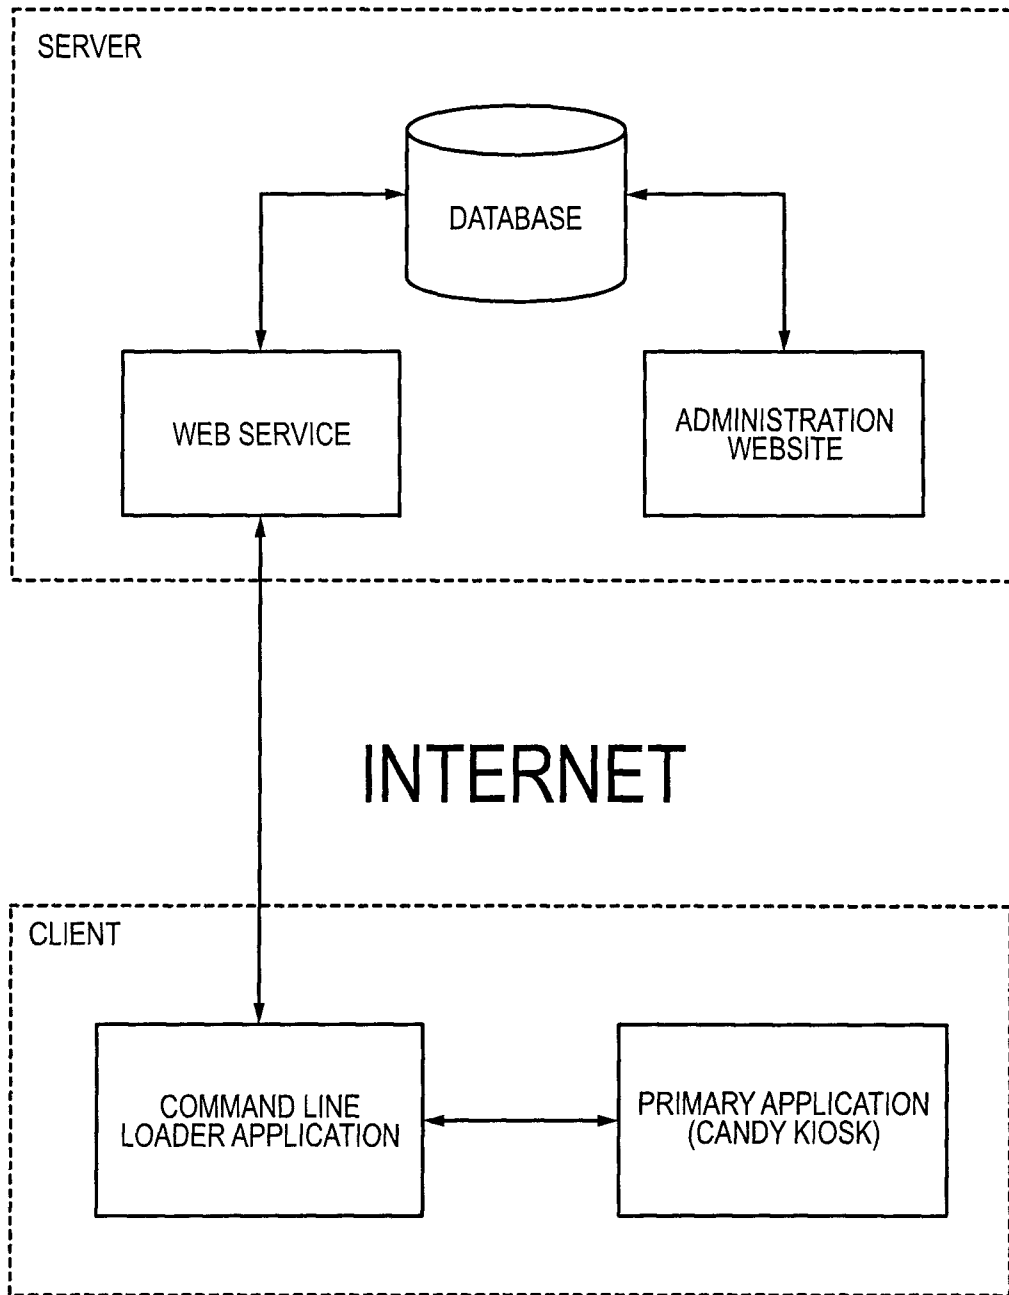 SERVER
DATABASE
WEB SERVICE
ADMINISTRATION
WEBSITE
INTERNET
CLIENT
COMMAND LINE
LOADER APPLICATION
PRIMARY APPLICATION
(CANDY KIOSK)